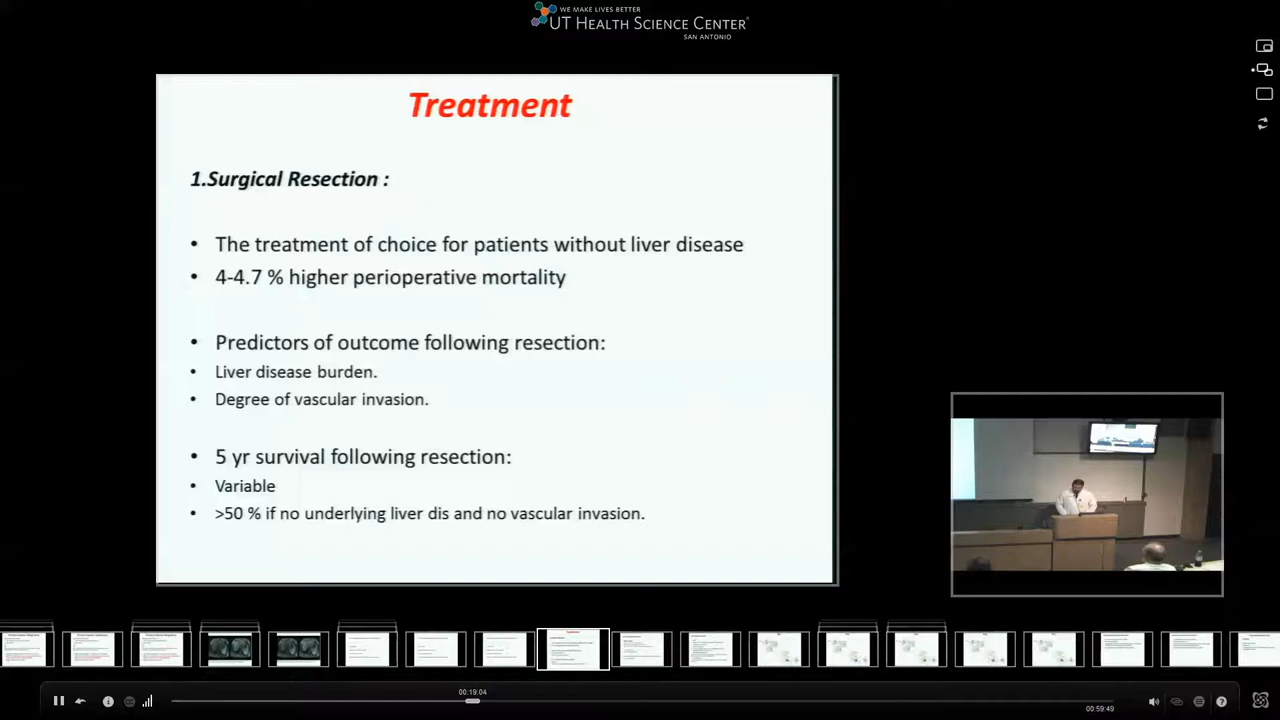 WE MAKE LIVES BETTER
UT HEALTH SCIENCE CENTER®
SAN ANTONIO
Treatment
1.Surgical Resection :
• The treatment of choice for patients without liver disease
• 4-4.7 % higher perioperative mortality
• Predictors of outcome following resection:
• Liver disease burden.
• Degree of vascular invasion.
• 5 yr survival following resection:
• Variable
• >50 % if no underlying liver dis and no vascular invasion.
00:19:04
00:59:49